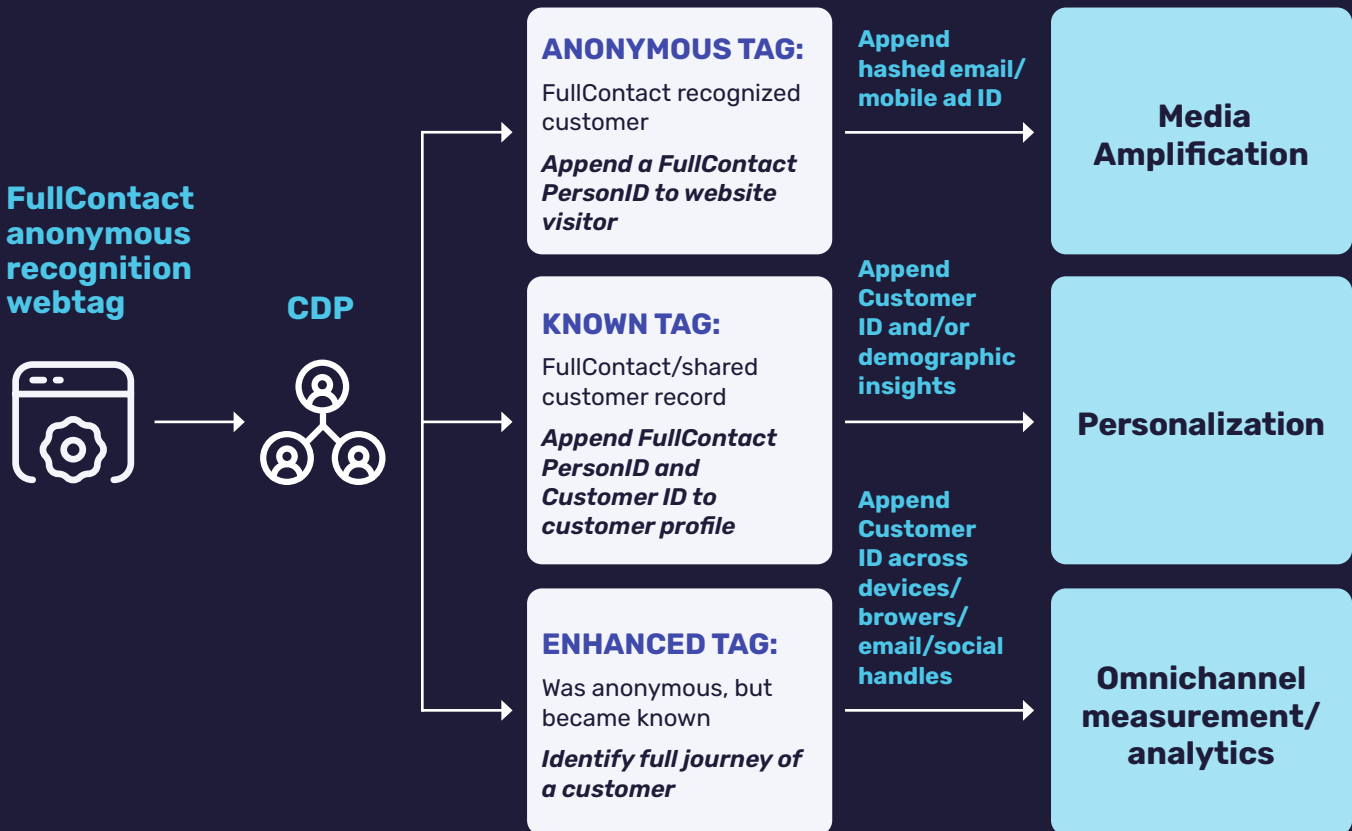 FullContact
anonymous
recognition
webtag
CDP
ANONYMOUS TAG:
FullContact recognized
customer
Append a FullContact
PersonID to website
visitor
Append
hashed email/
mobile ad ID
Media
Amplification
KNOWN TAG:
FullContact/shared
customer record
Append FullContact
PersonID and
Customer ID to
customer profile
Append
Customer
ID and/or
demographic
insights
Personalization
ENHANCED TAG:
Was anonymous, but
became known
Identify full journey of
a customer
Append
Customer
ID across
devices/
browers/
email/social
handles
Omnichannel
measurement/
analytics